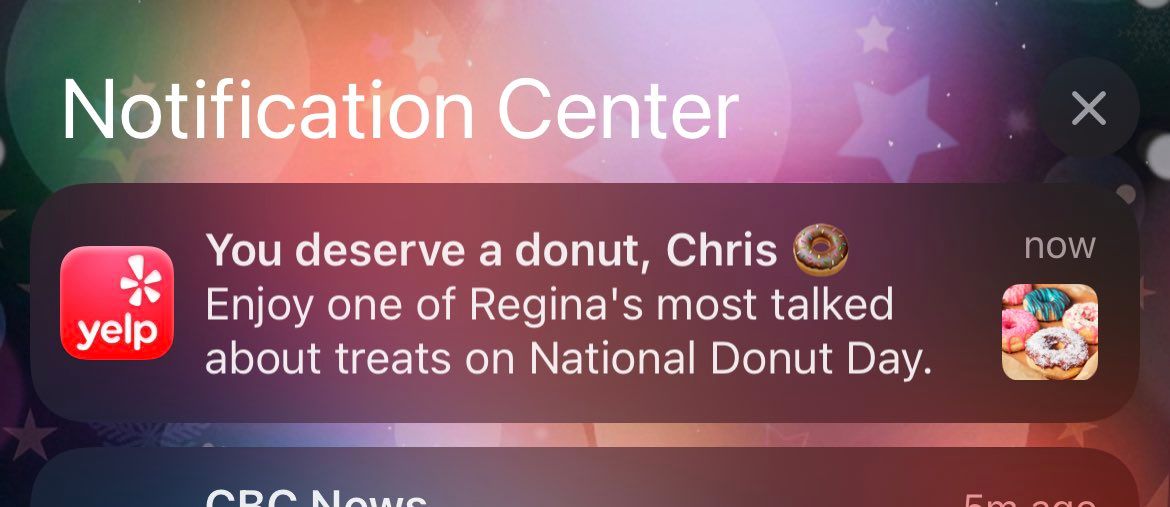 Notification Center
You deserve a donut, Chris 🍩
now
Enjoy one of Regina's most talked
about treats on National Donut Day.
yelp
CBC News
5m ago